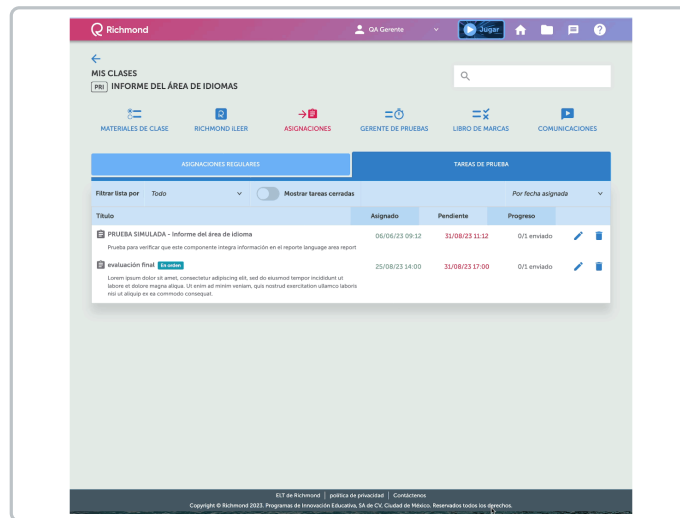 Richmond
QA Gerente
Jugar
MIS CLASES
PRI INFORME DEL ÁREA DE IDIOMAS
MATERIALES DE CLASE
RICHMOND iLEER
ASIGNACIONES
GERENTE DE PRUEBAS
LIBRO DE MARCAS
COMUNICACIONES
ASIGNACIONES REGULARES
TAREAS DE PRUEBA
Filtrar lista por Todo Mostrar tareas cerradas Por fecha asignada
Título Asignado Pendiente Progreso
PRUEBA SIMULADA - Informe del área de idioma 06/06/23 09:12 31/08/23 11:12 0/1 enviado
Prueba para verificar que este componente integra información en el reporte language area report
evaluación final En orden 25/08/23 14:00 31/08/23 17:00 0/1 enviado
Lorem ipsum dolor sit amet, consectetur adipiscing elit, sed do eiusmod tempor incididunt ut
labore et dolore magna aliqua. Ut enim ad minim veniam, quis nostrud exercitation ullamco laboris
nisi ut aliquip ex ea commodo consequat.
ELT de Richmond | política de privacidad | Contáctenos
Copyright © Richmond 2023. Programas de Innovación Educativa, SA de CV, Ciudad de México. Reservados todos los derechos.